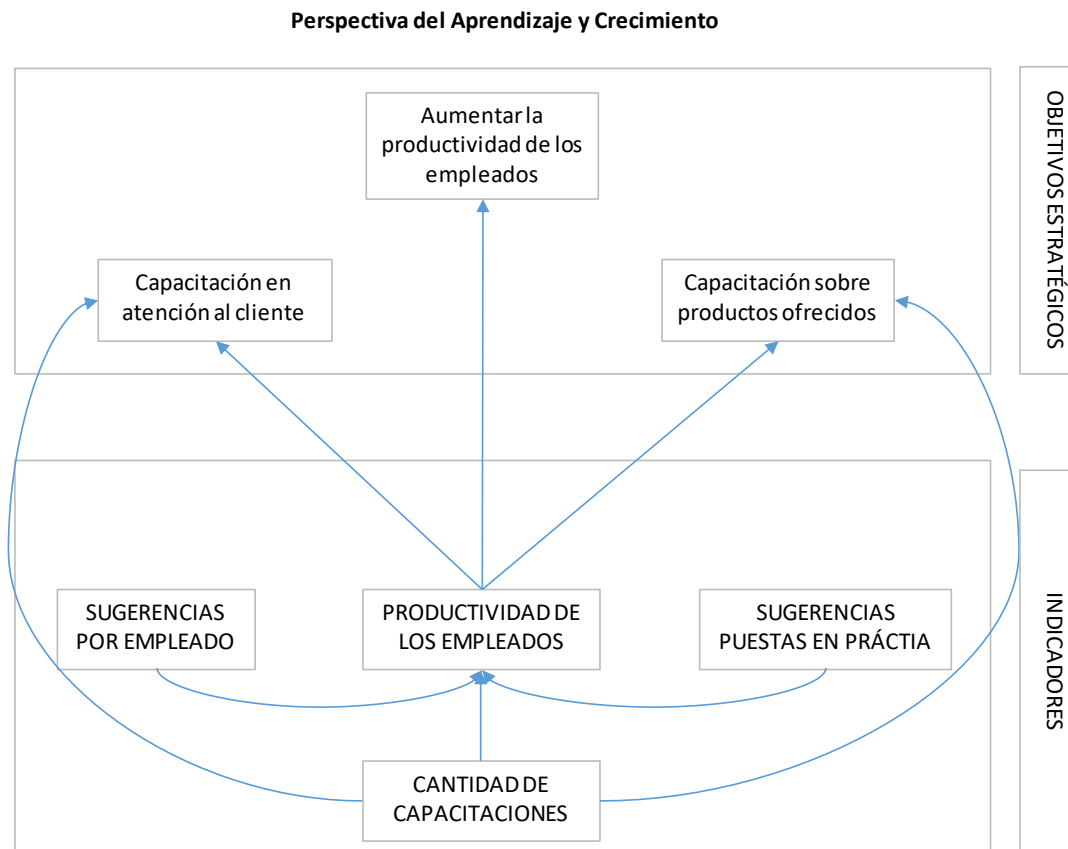 Perspectiva del Aprendizaje y Crecimiento
Aumentar la
productividad de los
empleados
Capacitación en
atención al cliente
Capacitación sobre
productos ofrecidos
OBJETIVOS ESTRATÉGICOS
SUGERENCIAS
POR EMPLEADO
PRODUCTIVIDAD DE
LOS EMPLEADOS
SUGERENCIAS
PUESTAS EN PRÁCTIA
CANTIDAD DE
CAPACITACIONES
INDICADORES